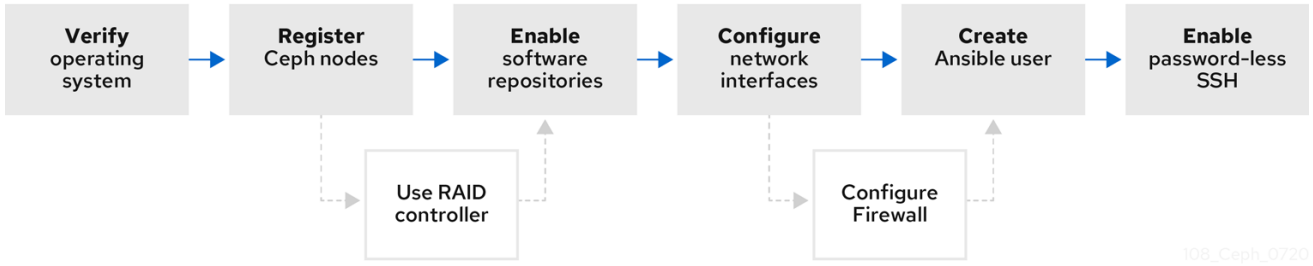 Verify
operating
system
Register
Ceph nodes
Enable
software
repositories
Configure
network
interfaces
Create
Ansible user
Enable
password-less
SSH
Use RAID
controller
Configure
Firewall
108_Ceph_0720